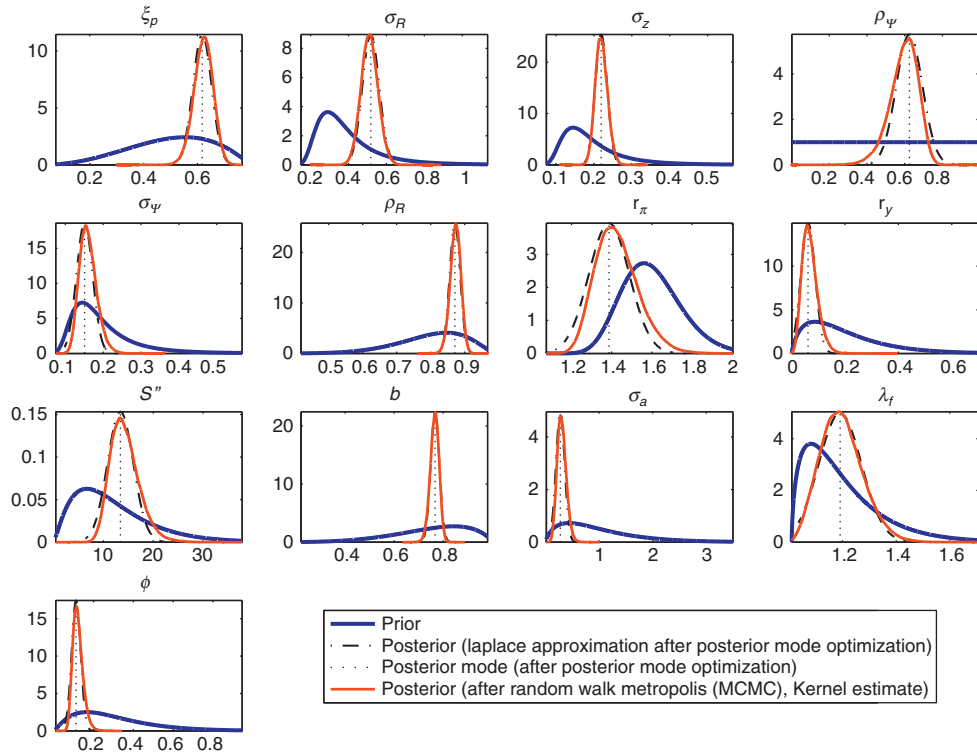 ξp σR σz ρΨ
10 5 0 0.2 0.4 0.6
8 6 4 2 0 0.2 0.4 0.6 0.8 1
20 10 0 0.1 0.2 0.3 0.4 0.5
4 2 0 0.2 0.4 0.6 0.8
σΨ ρR rπ ry
15 10 5 0 0.1 0.2 0.3 0.4 0.5
20 10 0 0.5 0.6 0.7 0.8 0.9
3 2 1 0 1.2 1.4 1.6 1.8 2
10 5 0 0 0.2 0.4 0.6
S" b σa λf
0.15 0.1 0.05 0 10 20 30
20 10 0 0.4 0.6 0.8
4 2 0 1 2 3
4 2 0 1.2 1.4 1.6
ϕ
15 10 5 0 0.2 0.4 0.6 0.8
Prior
Posterior (laplace approximation after posterior mode optimization)
Posterior mode (after posterior mode optimization)
Posterior (after random walk metropolis (MCMC), Kernel estimate)